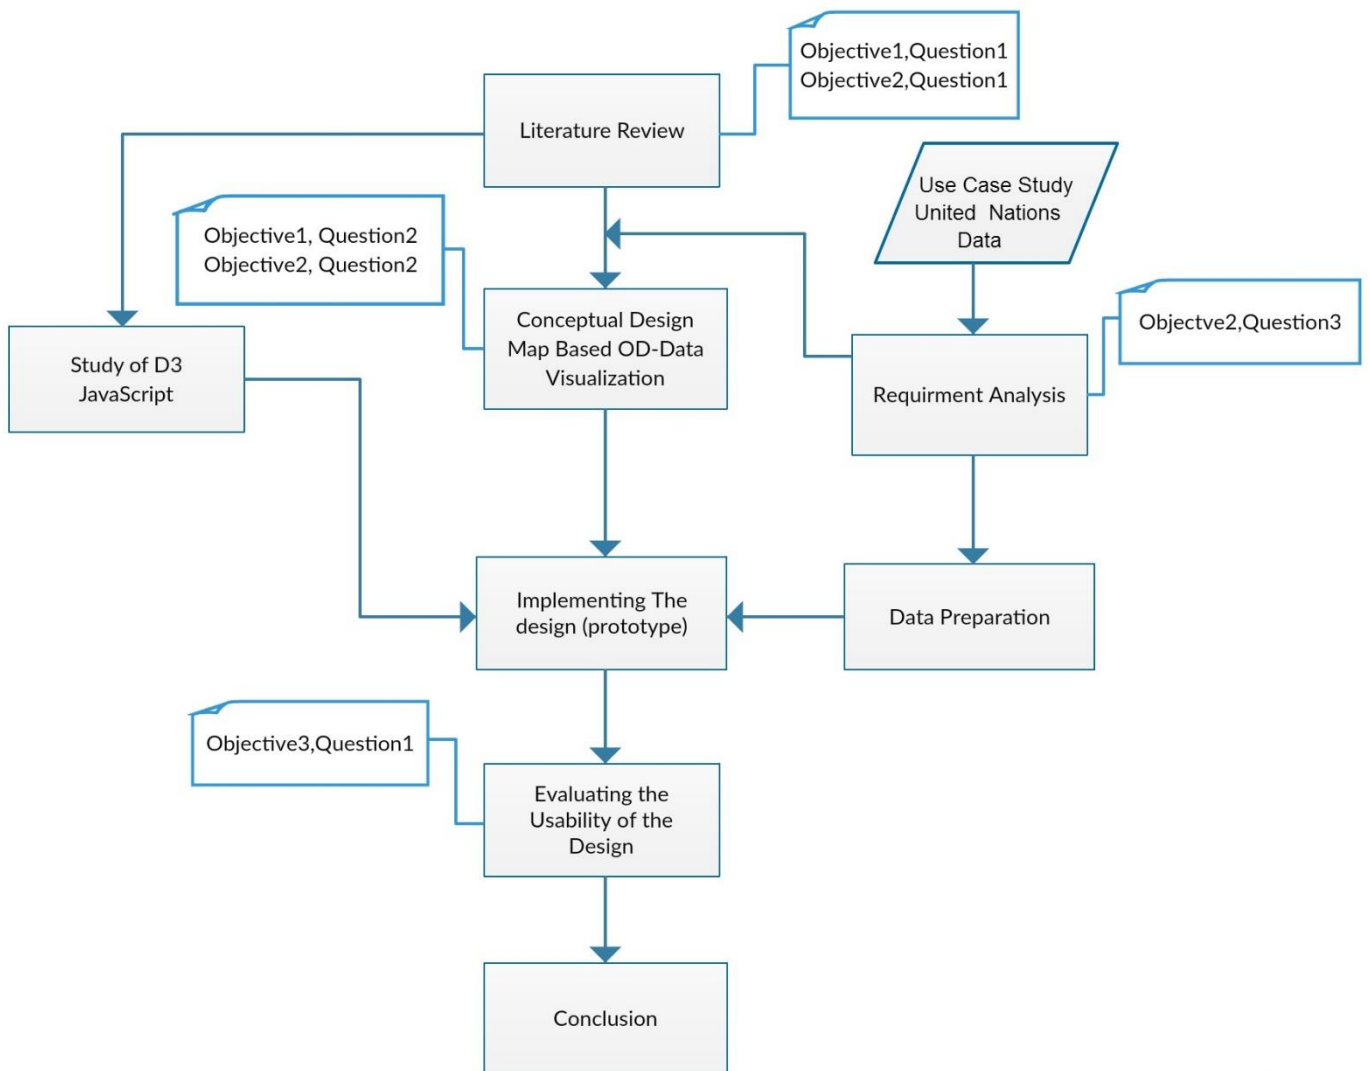 Objective1,Question1
Objective2,Question1
Literature Review
Use Case Study
United Nations
Data
Objective1, Question2
Objective2, Question2
Conceptual Design
Map Based OD-Data
Visualization
Objectve2,Question3
Study of D3
JavaScript
Requirment Analysis
Implementing The
design (prototype)
Data Preparation
Objective3,Question1
Evaluating the
Usability of the
Design
Conclusion